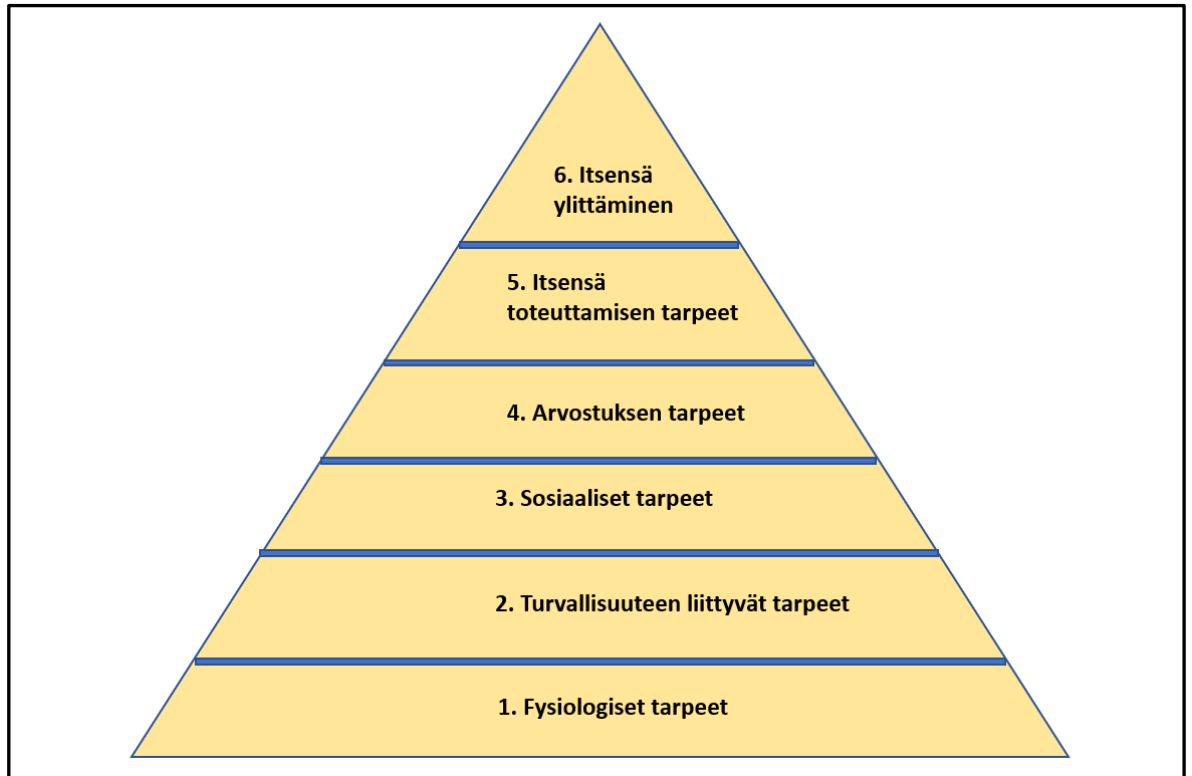 6. Itsensä
ylittäminen
5. Itsensä
toteuttamisen tarpeet
4. Arvostuksen tarpeet
3. Sosiaaliset tarpeet
2. Turvallisuuteen liittyvät tarpeet
1. Fysiologiset tarpeet